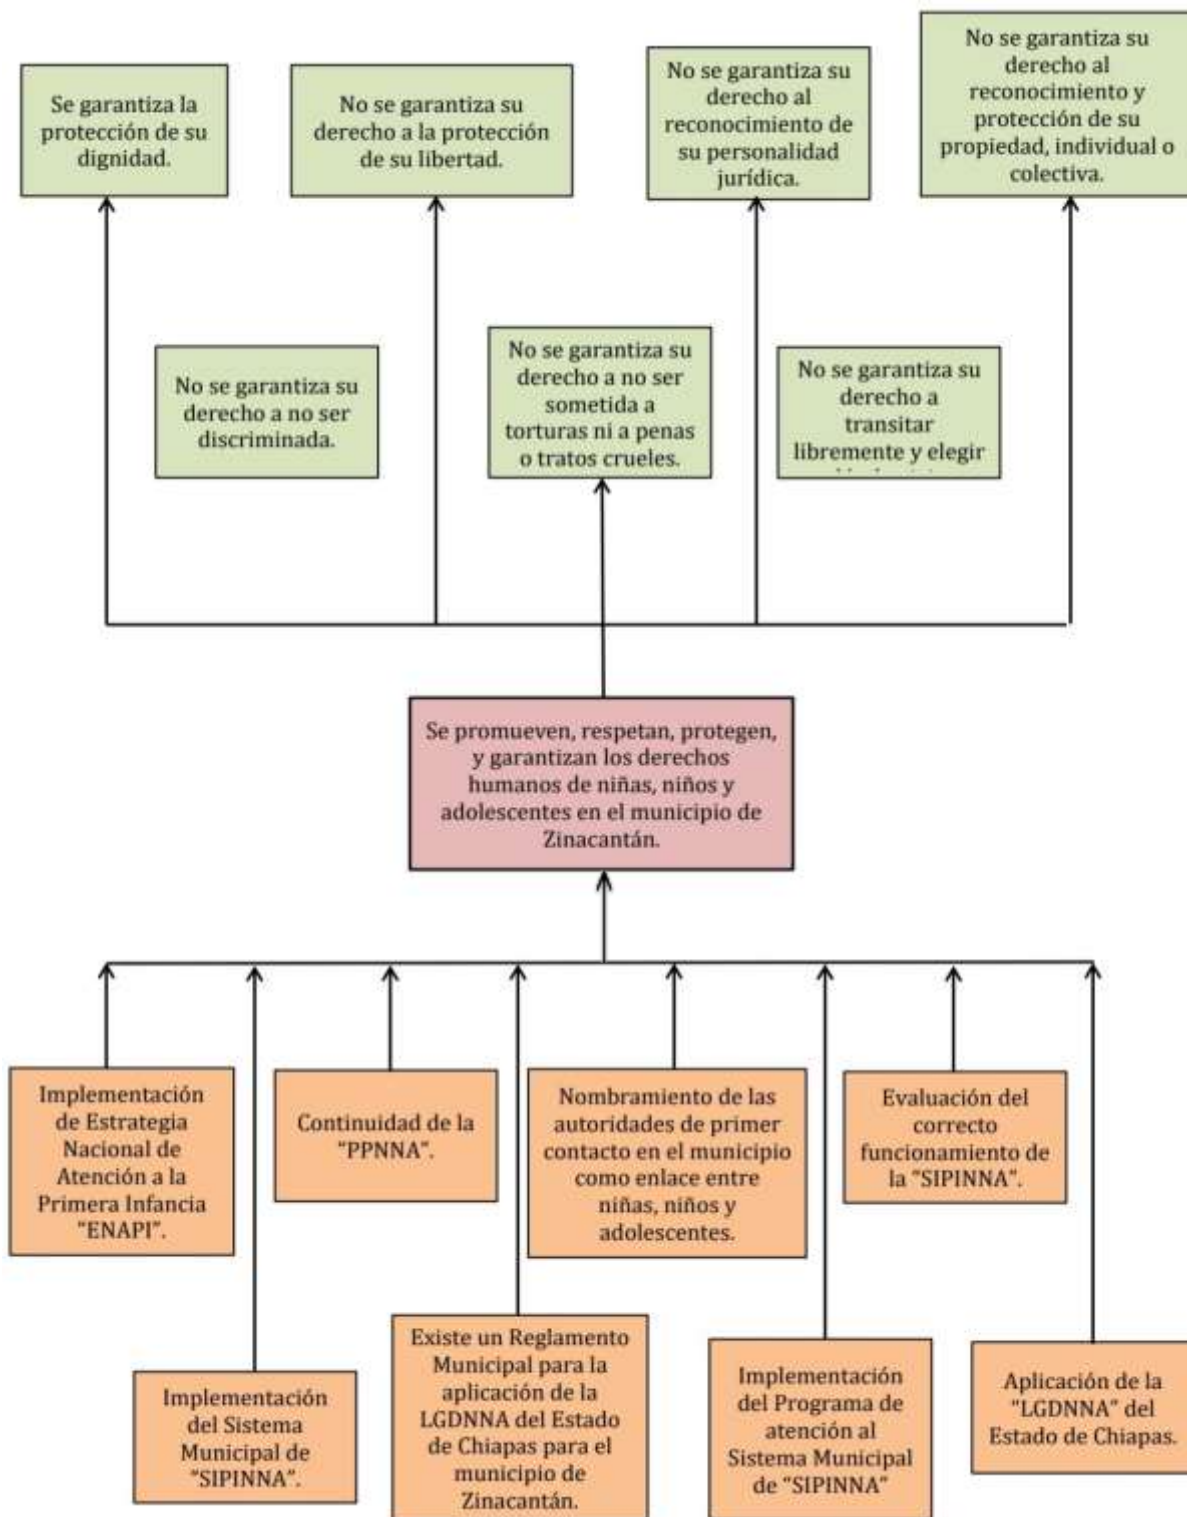 Se garantiza la
protección de su
dignidad.
No se garantiza su
derecho a la protección
de su libertad.
No se garantiza su
derecho al
reconocimiento de
su personalidad
jurídica.
No se garantiza su
derecho al
reconocimiento y
protección de su
propiedad, individual o
colectiva.
No se garantiza su
derecho a no ser
discriminada.
No se garantiza su
derecho a no ser
sometida a
torturas ni a penas
o tratos crueles.
No se garantiza su
derecho a
transitar
libremente y elegir
Se promueven, respetan, protegen,
y garantizan los derechos
humanos de niñas, niños y
adolescentes en el municipio de
Zinacantán.
Implementación
de Estrategia
Nacional de
Atención a la
Primera Infancia
"ENAPI".
Continuidad de la
"PPNNA".
Nombramiento de las
autoridades de primer
contacto en el municipio
como enlace entre
niñas, niños y
adolescentes.
Evaluación del
correcto
funcionamiento de
la "SIPINNA".
Implementación
del Sistema
Municipal de
"SIPINNA".
Existe un Reglamento
Municipal para la
aplicación de la
LGDNNA del Estado
de Chiapas para el
municipio de
Zinacantán.
Implementación
del Programa de
atención al
Sistema Municipal
de "SIPINNA"
Aplicación de la
"LGDNNA" del
Estado de Chiapas.